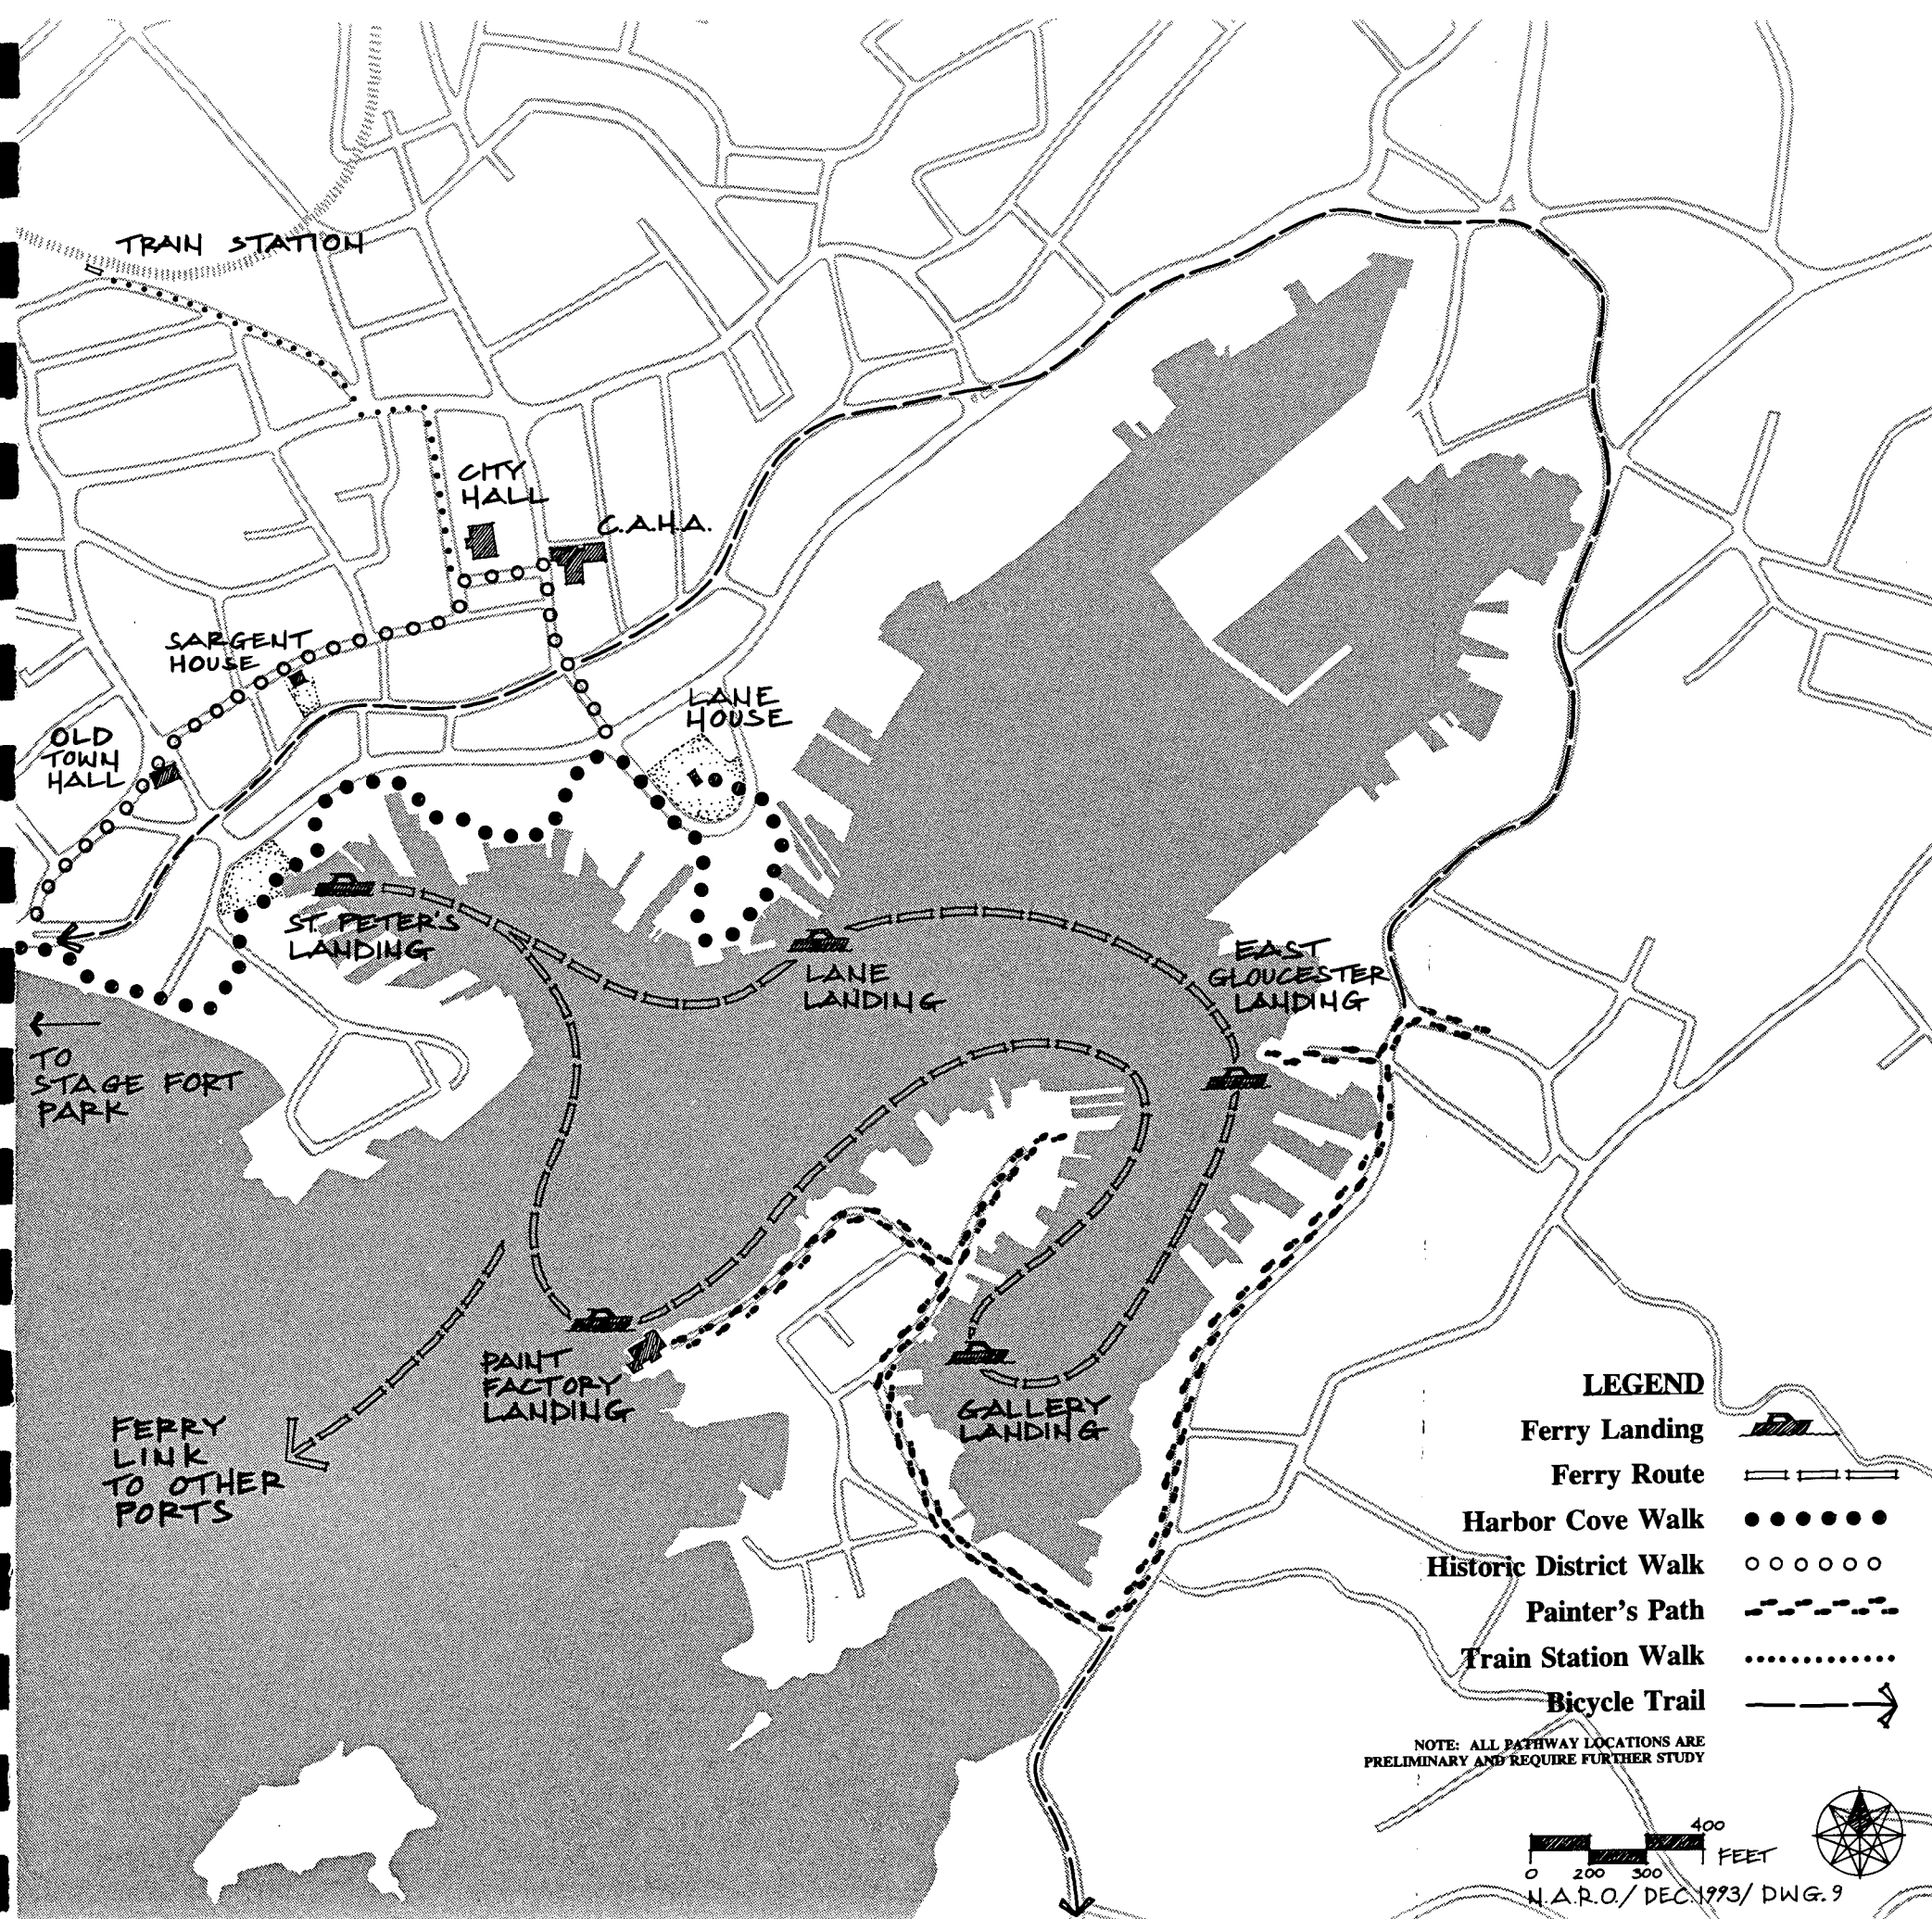 TRAIN STATION
CITY
HALL
C.A.H.A.
SARGENT
HOUSE
LANE
HOUSE
OLD
TOWN
HALL
ST. PETER'S
LANDING
LANE
LANDING
EAST
GLOUCESTER
LANDING
TO
STAGE FORT
PARK
PAINT
FACTORY
LANDING
GALLERY
LANDING
FERRY
LINK
TO OTHER
PORTS
LEGEND
Ferry Landing
Ferry Route
Harbor Cove Walk
Historic District Walk
Painter's Path
Train Station Walk
Bicycle Trail
NOTE: ALL PATHWAY LOCATIONS ARE
PRELIMINARY AND REQUIRE FURTHER STUDY
400
FEET
0 200 300
N.A.R.O./ DEC.1993/ DWG.9